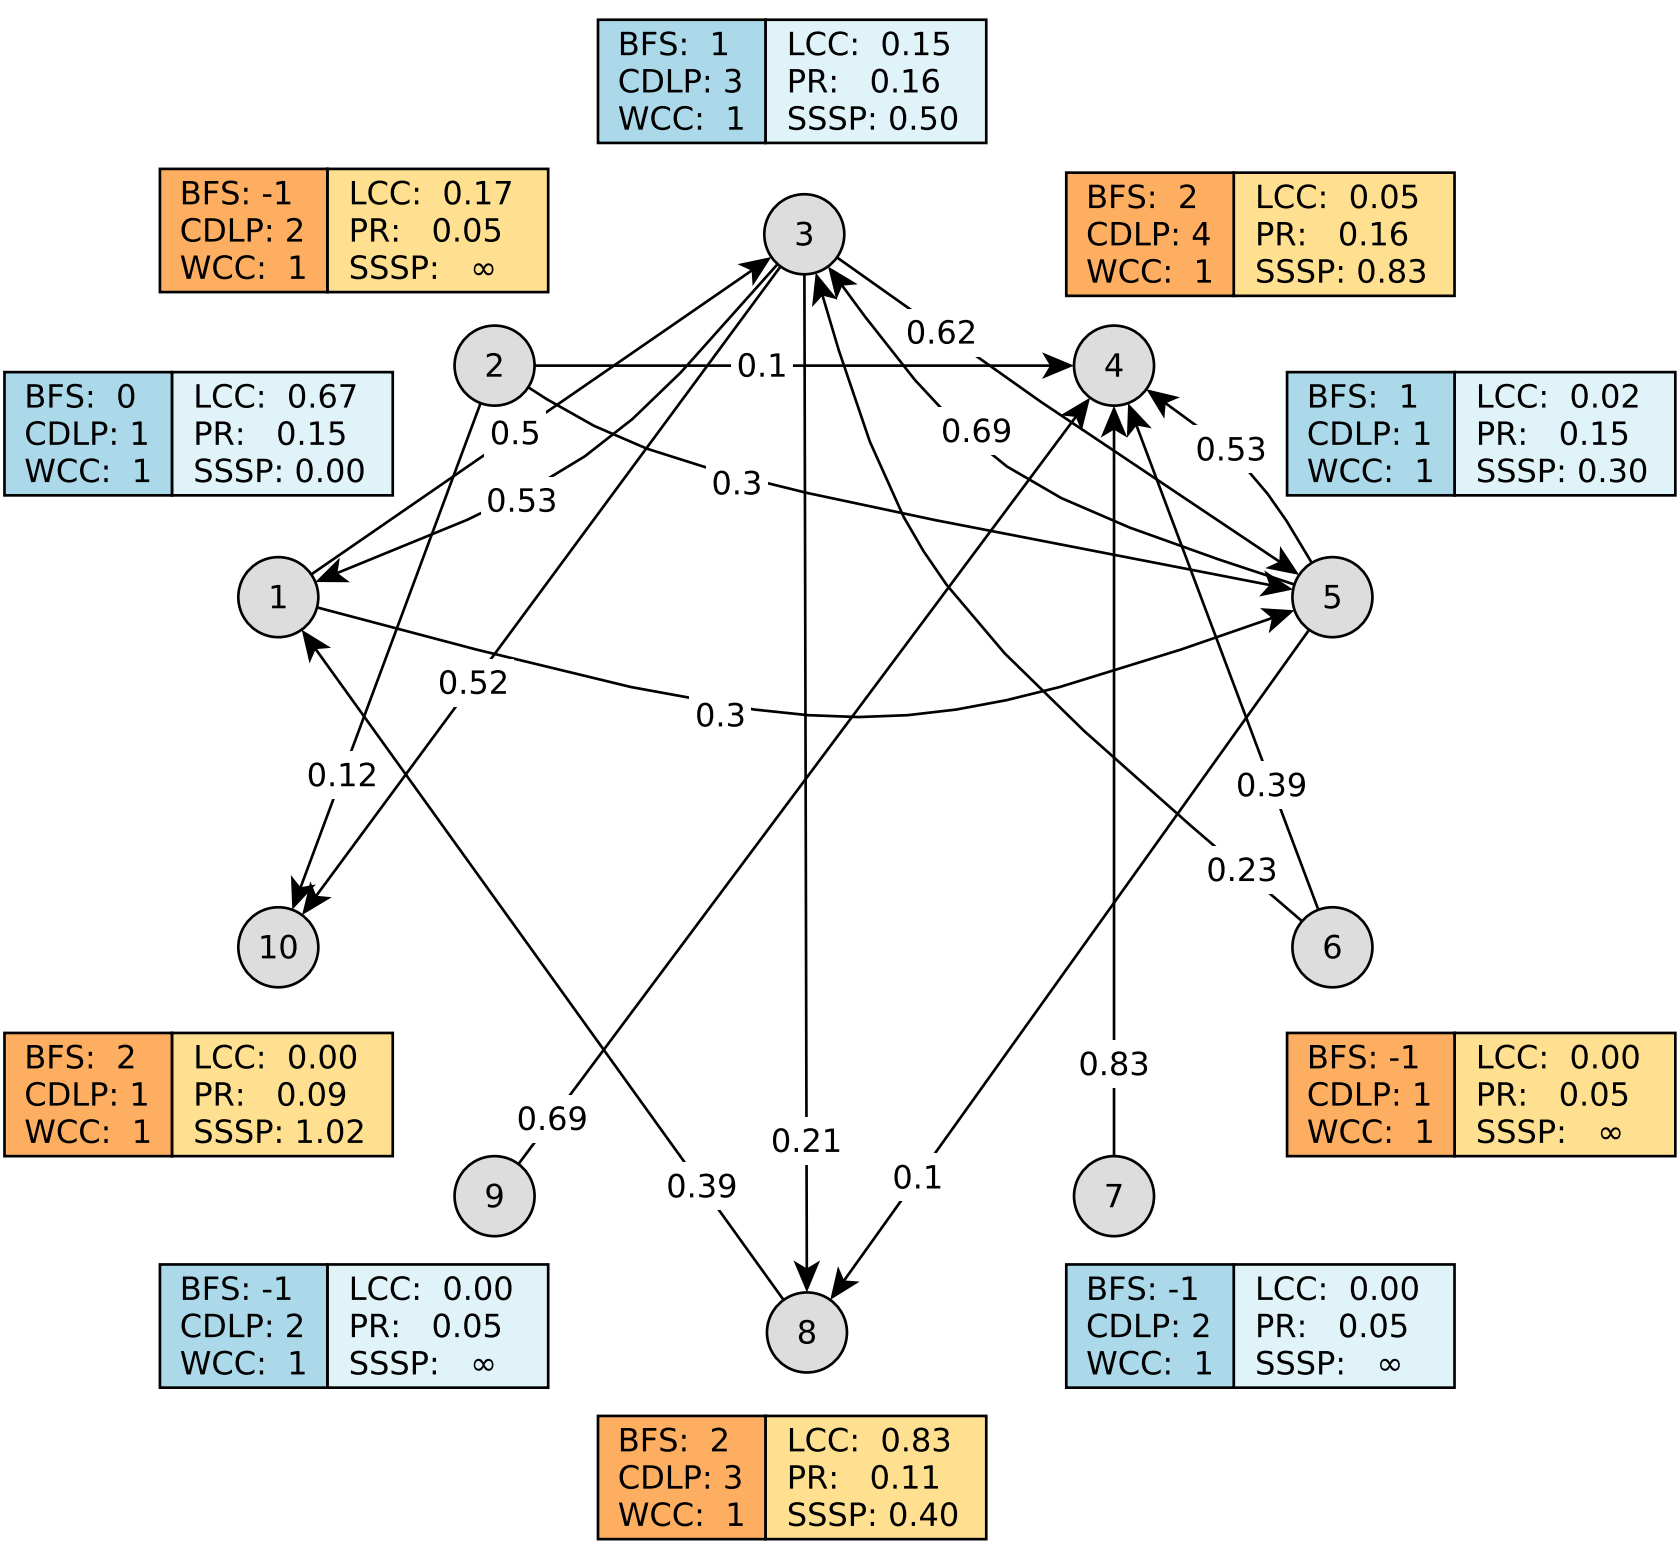 BFS: 1 LCC: 0.15
CDLP: 3 PR: 0.16
WCC: 1 SSSP: 0.50
BFS: -1 LCC: 0.17
CDLP: 2 PR: 0.05
WCC: 1 SSSP: ∞
BFS: 2 LCC: 0.05
CDLP: 4 PR: 0.16
WCC: 1 SSSP: 0.83
3
2
4
0.62
0.1
BFS: 0 LCC: 0.67
CDLP: 1 PR: 0.15
WCC: 1 SSSP: 0.00
BFS: 1 LCC: 0.02
CDLP: 1 PR: 0.15
WCC: 1 SSSP: 0.30
0.5
0.69
0.53
0.3
0.53
1
5
0.52
0.3
0.12
0.39
0.23
10
6
BFS: 2 LCC: 0.00
CDLP: 1 PR: 0.09
WCC: 1 SSSP: 1.02
0.83
BFS: -1 LCC: 0.00
CDLP: 1 PR: 0.05
WCC: 1 SSSP: ∞
0.69
0.21
0.39
0.1
9
7
BFS: -1 LCC: 0.00
CDLP: 2 PR: 0.05
WCC: 1 SSSP: ∞
8
BFS: -1 LCC: 0.00
CDLP: 2 PR: 0.05
WCC: 1 SSSP: ∞
BFS: 2 LCC: 0.83
CDLP: 3 PR: 0.11
WCC: 1 SSSP: 0.40